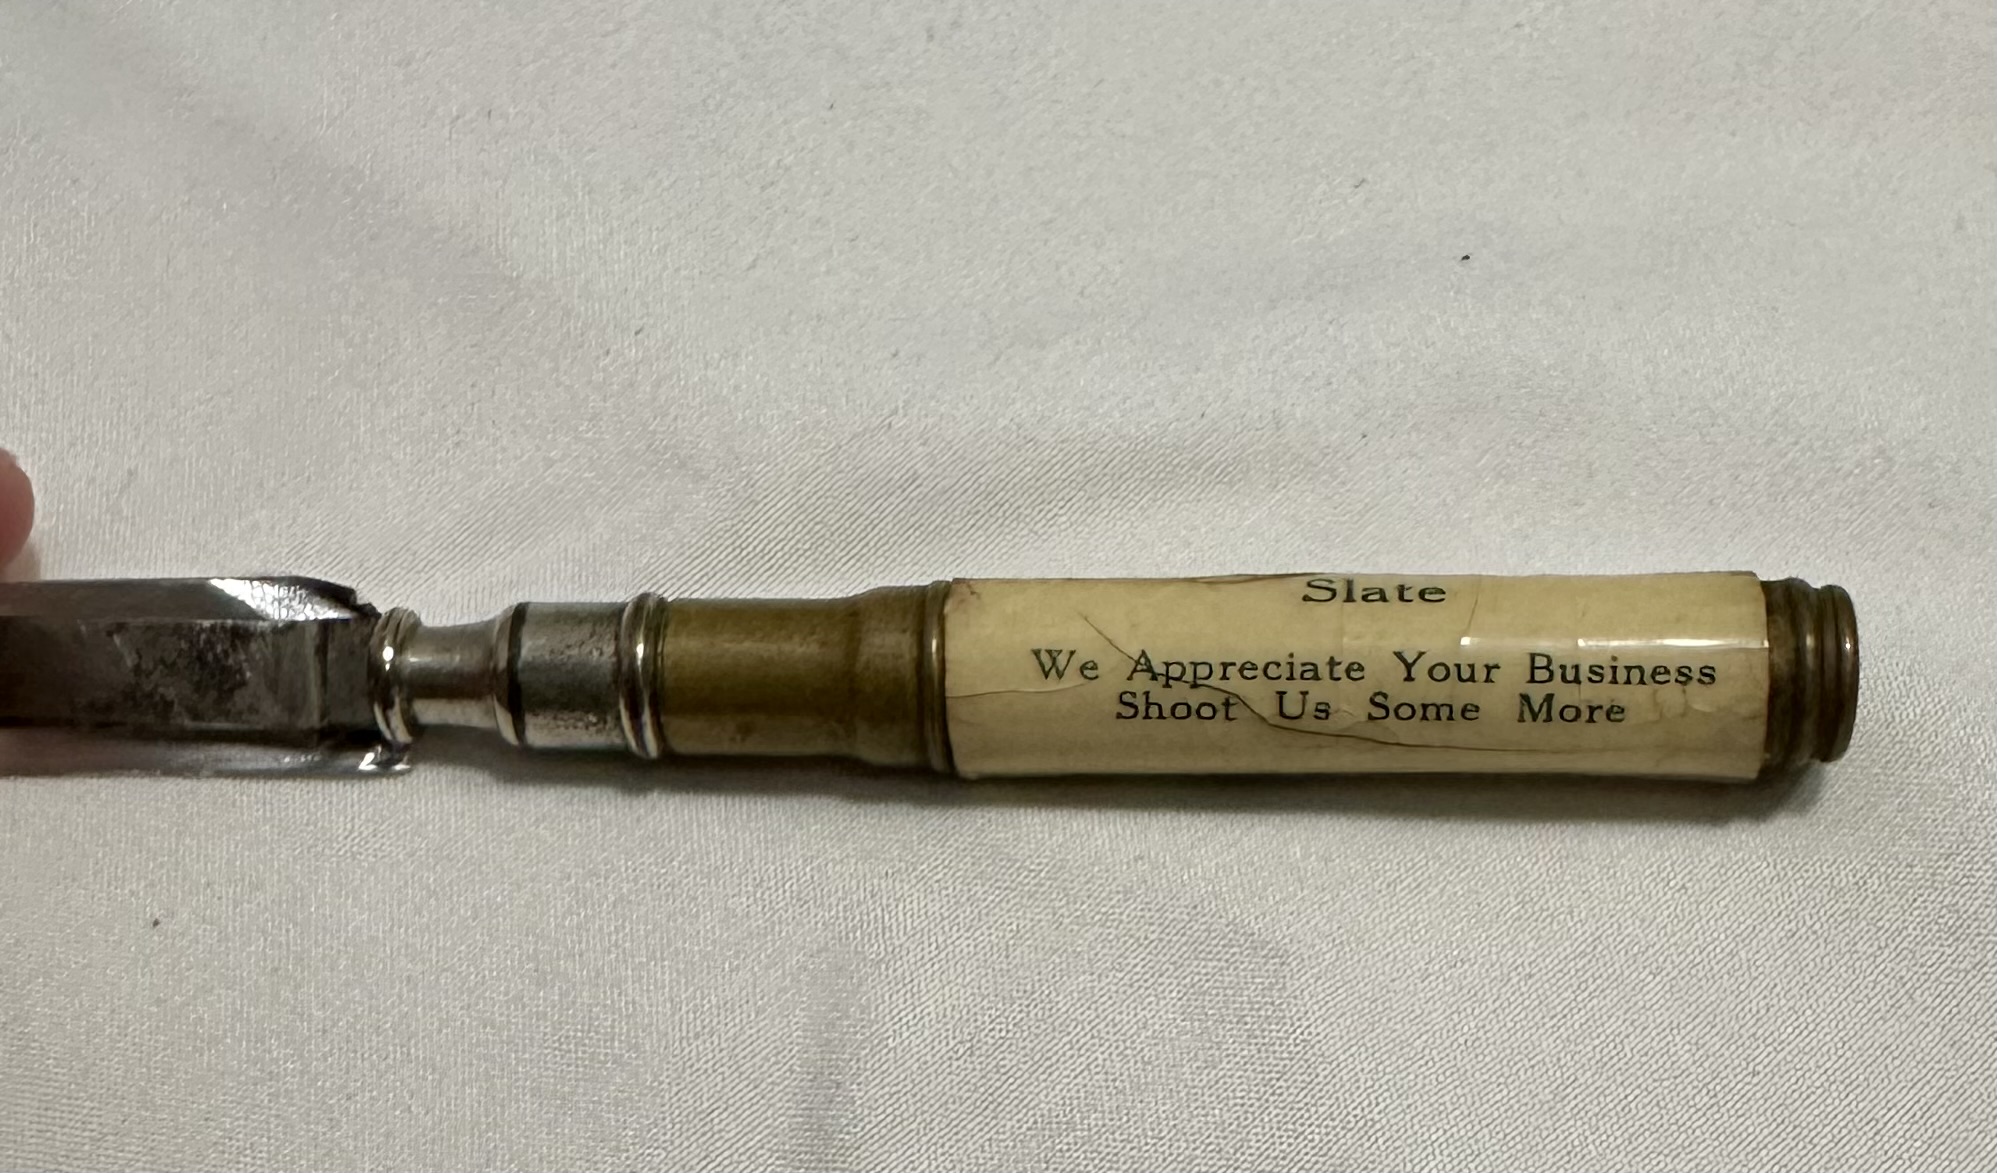 Slate
We Appreciate Your Business
Shoot Us Some More